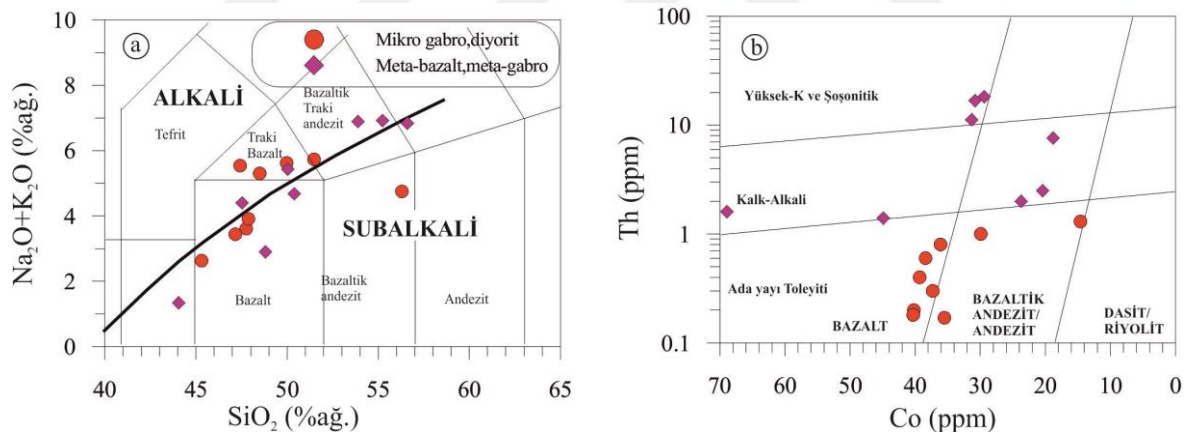 a
Mikro gabro,diyorit
Meta-bazalt,meta-gabro
ALKALİ
Tefrit
Traki
Bazalt
Bazaltik
Traki
andezit
SUBALKALİ
Bazalt
Bazaltik
andezit
Andezit
Na₂O+K₂O (%ağ.)
10
8
6
4
2
0
40
45
50
55
60
65
SiO₂ (%ağ.)
b
Yüksek-K ve Şoşonitik
Kalk-Alkali
Ada yayı Toleyiti
BAZALT
BAZALTİK
ANDEZİT/
ANDEZİT
DASİT/
RİYOLİT
Th (ppm)
100
10
1
0.1
70
60
50
40
30
20
10
0
Co (ppm)